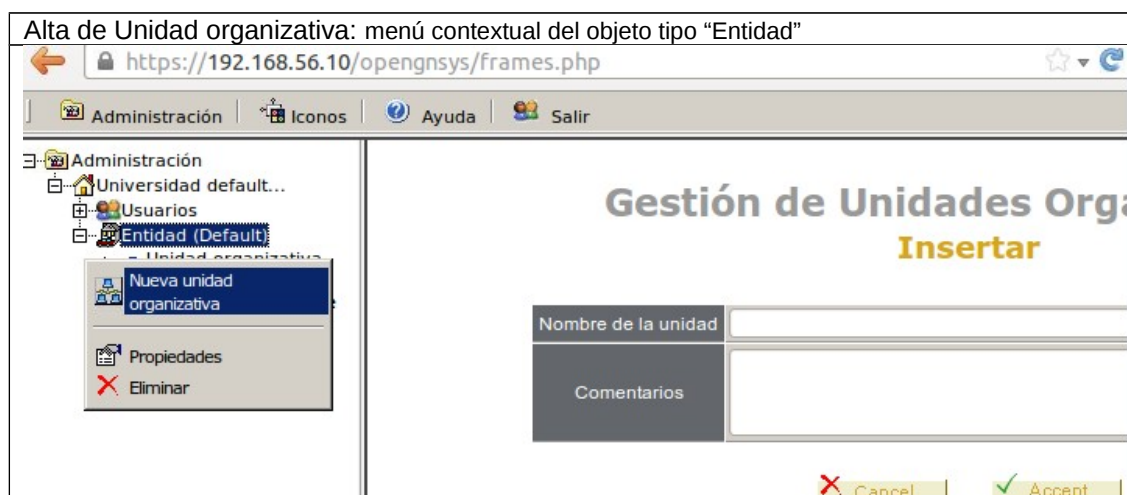 Alta de Unidad organizativa: menú contextual del objeto tipo “Entidad”
https://192.168.56.10/opengnsys/frames.php
Administración Iconos Ayuda Salir
Administración
Universidad default...
Usuarios
Entidad (Default)
Unidad organizativa
Nueva unidad
organizativa
Propiedades
Eliminar
Gestión de Unidades Orga
Insertar
Nombre de la unidad
Comentarios
Cancel Accept